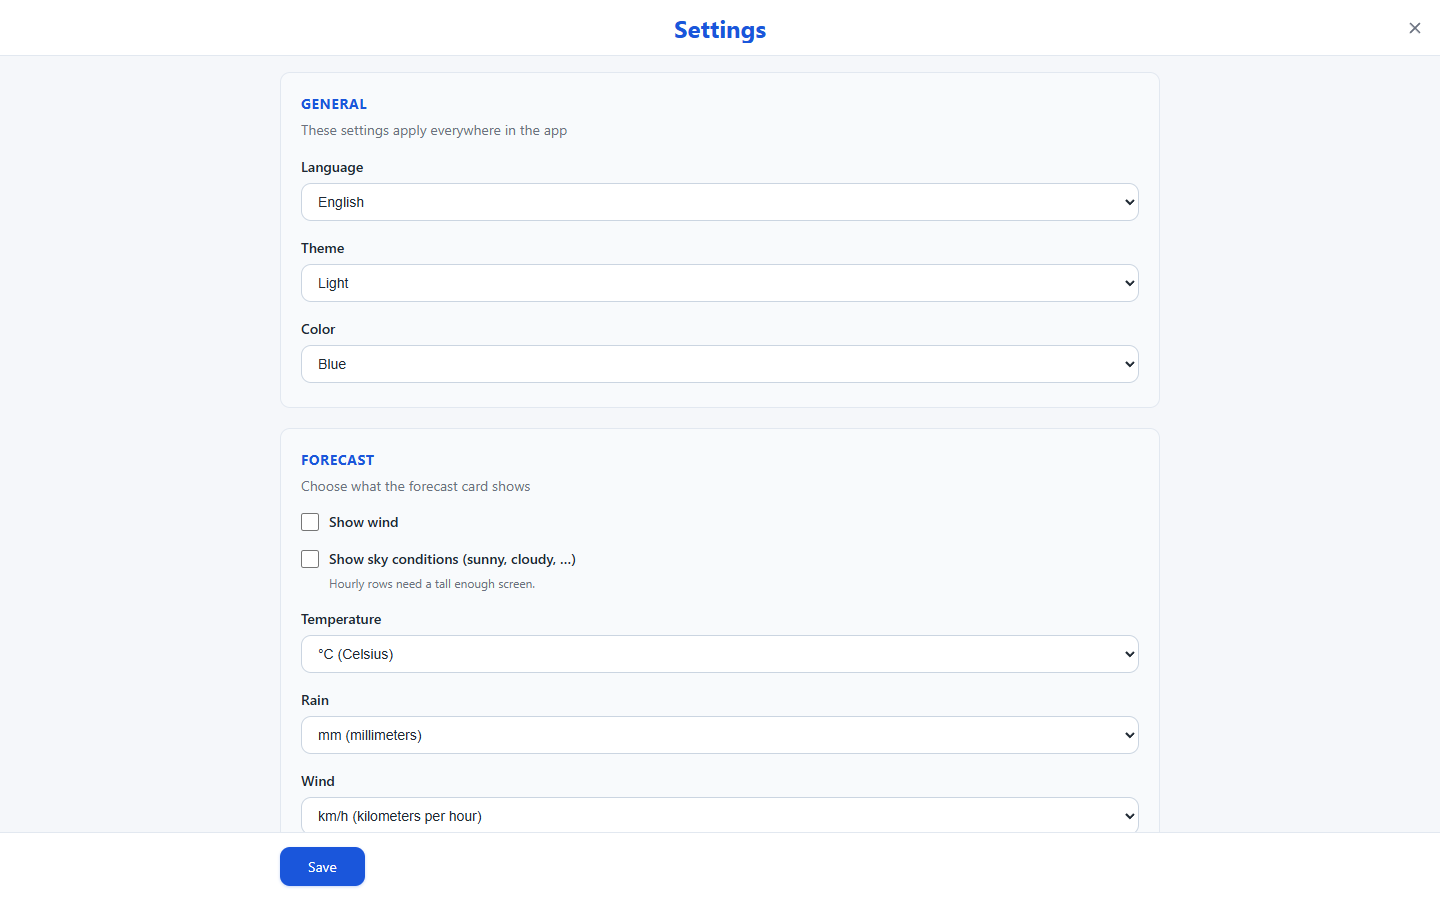 Settings
✕
GENERAL
These settings apply everywhere in the app
Language
English
Theme
Light
Color
Blue
FORECAST
Choose what the forecast card shows
Show wind
Show sky conditions (sunny, cloudy, ...)
Hourly rows need a tall enough screen.
Temperature
°C (Celsius)
Rain
mm (millimeters)
Wind
km/h (kilometers per hour)
Save